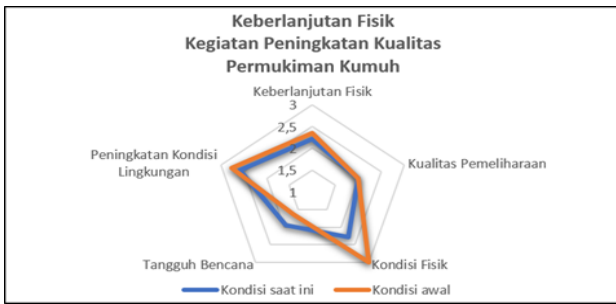 Keberlanjutan Fisik
Kegiatan Peningkatan Kualitas
Permukiman Kumuh
Keberlanjutan Fisik
3
2,5
2
1,5
1
Peningkatan Kondisi
Lingkungan
Kualitas Pemeliharaan
Tangguh Bencana
Kondisi Fisik
Kondisi saat ini
Kondisi awal